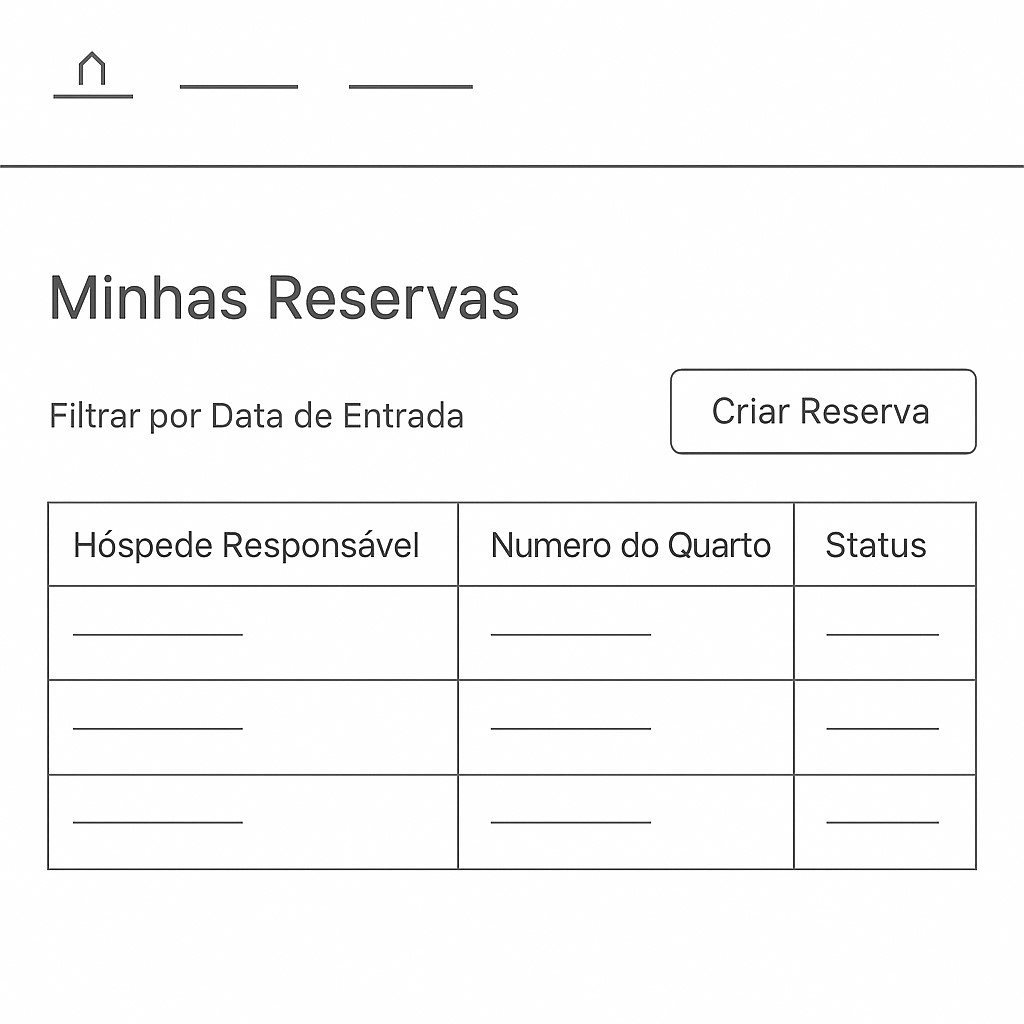 Minhas Reservas
Filtrar por Data de Entrada
Criar Reserva
Hóspede Responsável
Numero do Quarto
Status